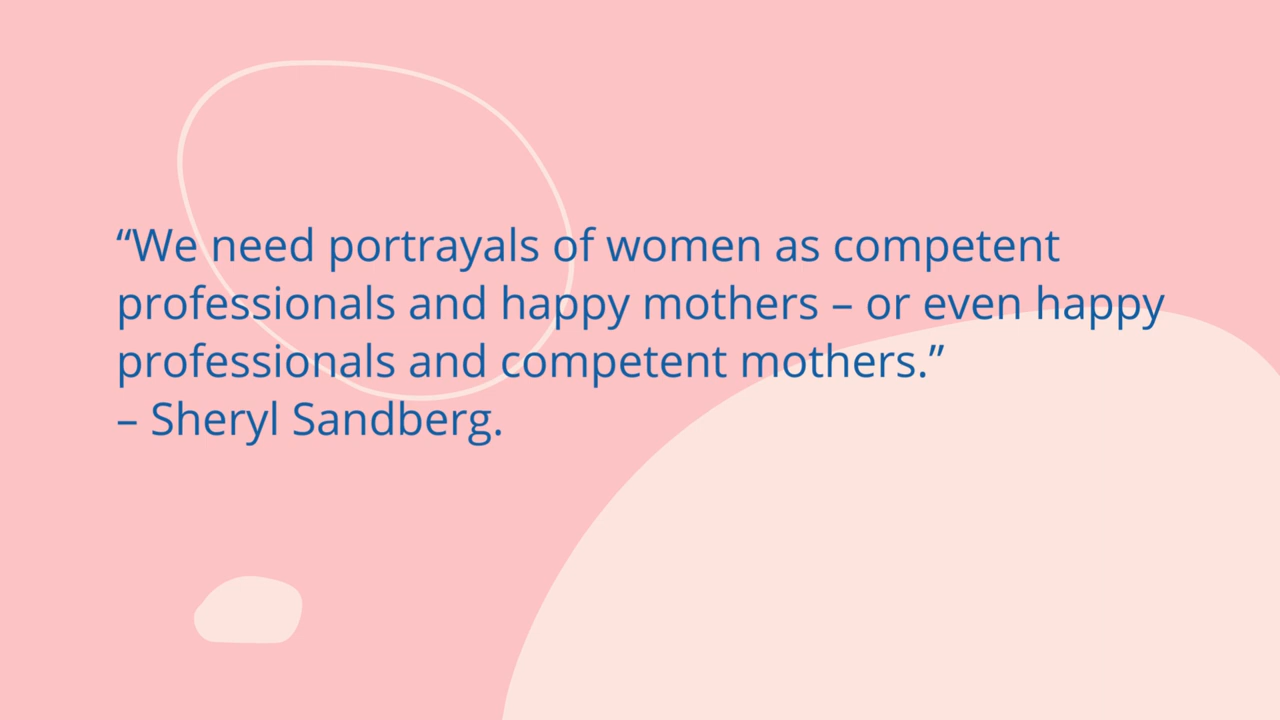 “We need portrayals of women as competent
professionals and happy mothers – or even happy
professionals and competent mothers.”
– Sheryl Sandberg.